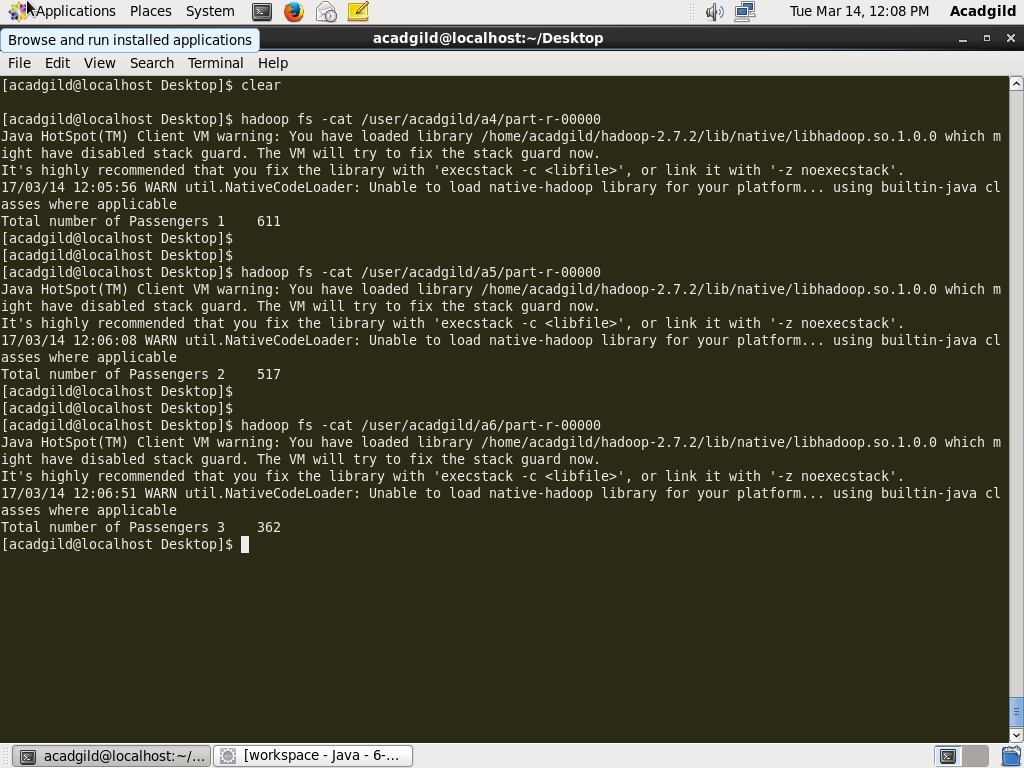 Applications Places System Tue Mar 14, 12:08 PM Acadgild
Browse and run installed applications
acadgild@localhost:~/Desktop
File Edit View Search Terminal Help
[acadgild@localhost Desktop]$ clear
[acadgild@localhost Desktop]$ hadoop fs -cat /user/acadgild/a4/part-r-00000
Java HotSpot(TM) Client VM warning: You have loaded library /home/acadgild/hadoop-2.7.2/lib/native/libhadoop.so.1.0.0 which m
ight have disabled stack guard. The VM will try to fix the stack guard now.
It's highly recommended that you fix the library with 'execstack -c <libfile>', or link it with '-z noexecstack'.
17/03/14 12:05:56 WARN util.NativeCodeLoader: Unable to load native-hadoop library for your platform... using builtin-java cl
asses where applicable
Total number of Passengers 1    611
[acadgild@localhost Desktop]$
[acadgild@localhost Desktop]$
[acadgild@localhost Desktop]$ hadoop fs -cat /user/acadgild/a5/part-r-00000
Java HotSpot(TM) Client VM warning: You have loaded library /home/acadgild/hadoop-2.7.2/lib/native/libhadoop.so.1.0.0 which m
ight have disabled stack guard. The VM will try to fix the stack guard now.
It's highly recommended that you fix the library with 'execstack -c <libfile>', or link it with '-z noexecstack'.
17/03/14 12:06:08 WARN util.NativeCodeLoader: Unable to load native-hadoop library for your platform... using builtin-java cl
asses where applicable
Total number of Passengers 2    517
[acadgild@localhost Desktop]$
[acadgild@localhost Desktop]$
[acadgild@localhost Desktop]$ hadoop fs -cat /user/acadgild/a6/part-r-00000
Java HotSpot(TM) Client VM warning: You have loaded library /home/acadgild/hadoop-2.7.2/lib/native/libhadoop.so.1.0.0 which m
ight have disabled stack guard. The VM will try to fix the stack guard now.
It's highly recommended that you fix the library with 'execstack -c <libfile>', or link it with '-z noexecstack'.
17/03/14 12:06:51 WARN util.NativeCodeLoader: Unable to load native-hadoop library for your platform... using builtin-java cl
asses where applicable
Total number of Passengers 3    362
[acadgild@localhost Desktop]$
acadgild@localhost:~/... [workspace - Java - 6-...